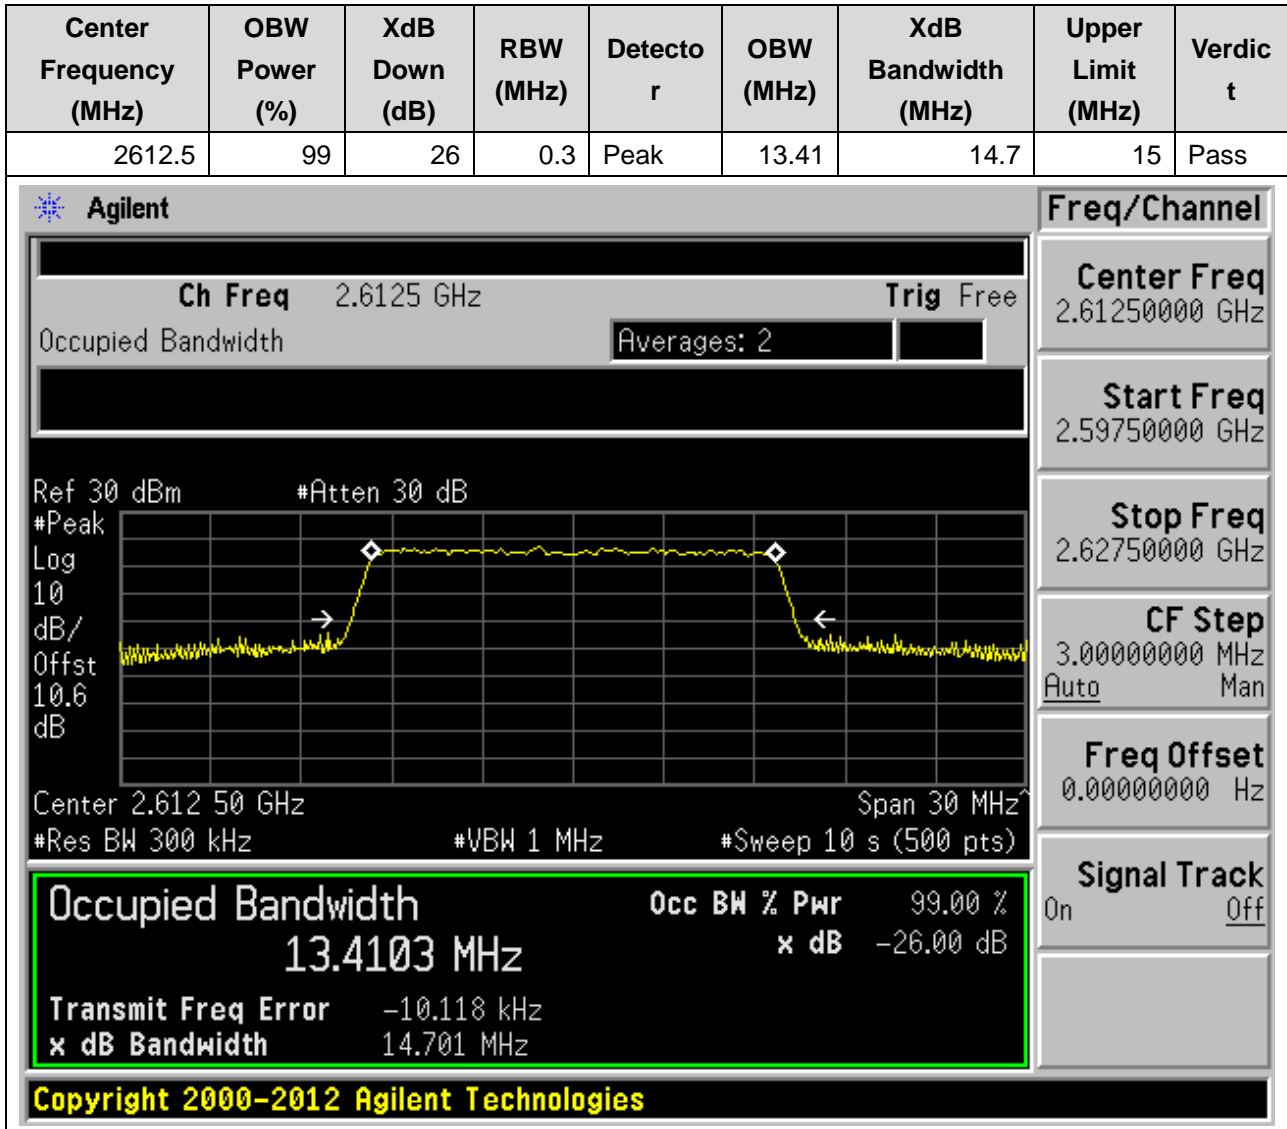 Center Frequency (MHz) OBW Power (%) XdB Down (dB) RBW (MHz) Detecto r OBW (MHz) XdB Bandwidth (MHz) Upper Limit (MHz) Verdic t
2612.5 99 26 0.3 Peak 13.41 14.7 15 Pass
Agilent
Freq/Channel
Ch Freq 2.6125 GHz Trig Free
Occupied Bandwidth Averages: 2
Ref 30 dBm #Atten 30 dB
#Peak
Log
10
dB/
Offst
10.6
dB
Center 2.612 50 GHz Span 30 MHz^
#Res BW 300 kHz #VBW 1 MHz #Sweep 10 s (500 pts)
Occupied Bandwidth Occ BW % Pwr 99.00 %
13.4103 MHz x dB -26.00 dB
Transmit Freq Error -10.118 kHz
x dB Bandwidth 14.701 MHz
Copyright 2000-2012 Agilent Technologies
Center Freq
2.61250000 GHz
Start Freq
2.59750000 GHz
Stop Freq
2.62750000 GHz
CF Step
3.00000000 MHz
Auto Man
Freq Offset
0.00000000 Hz
Signal Track
On Off